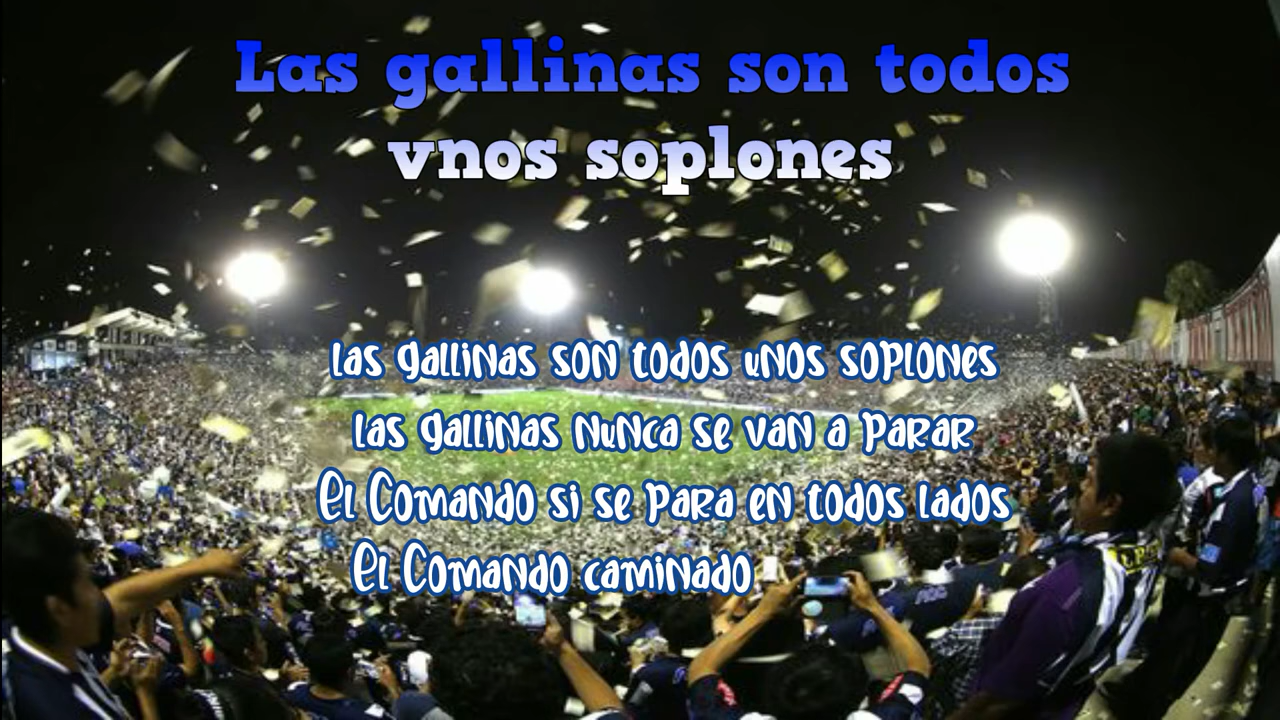 Las gallinas son todos
vnos soplones
las gallinas son todos unos soplones
las gallinas nunca se van a parar
El Comando si se para en todos lados
El Comando caminado